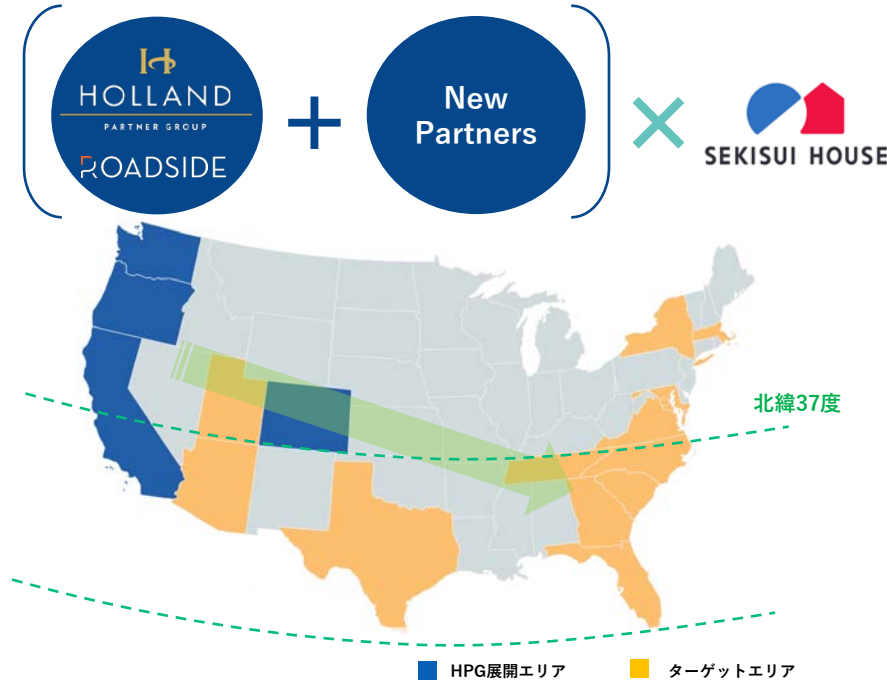 HOLLAND
PARTNER GROUP
ROADSIDE
+
New
Partners
×
SEKISUI HOUSE
北緯37度
HPG展開エリア
ターゲットエリア